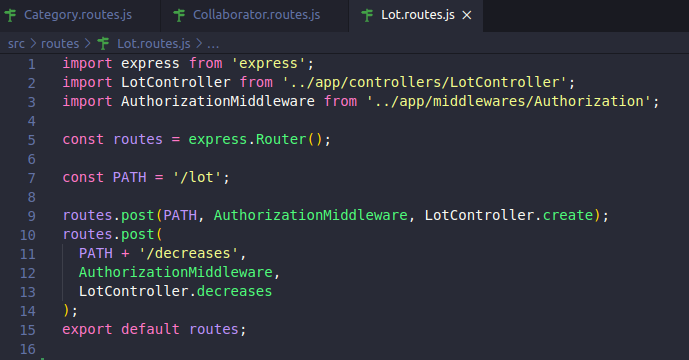 Category.routes.js Collaborator.routes.js Lot.routes.js ×
src > routes > Lot.routes.js > ...
1 import express from 'express';
2 import LotController from '../app/controllers/LotController';
3 import AuthorizationMiddleware from '../app/middlewares/Authorization';
4
5 const routes = express.Router();
6
7 const PATH = '/lot';
8
9 routes.post(PATH, AuthorizationMiddleware, LotController.create);
10 routes.post(
11   PATH + '/decreases',
12   AuthorizationMiddleware,
13   LotController.decreases
14 );
15 export default routes;
16